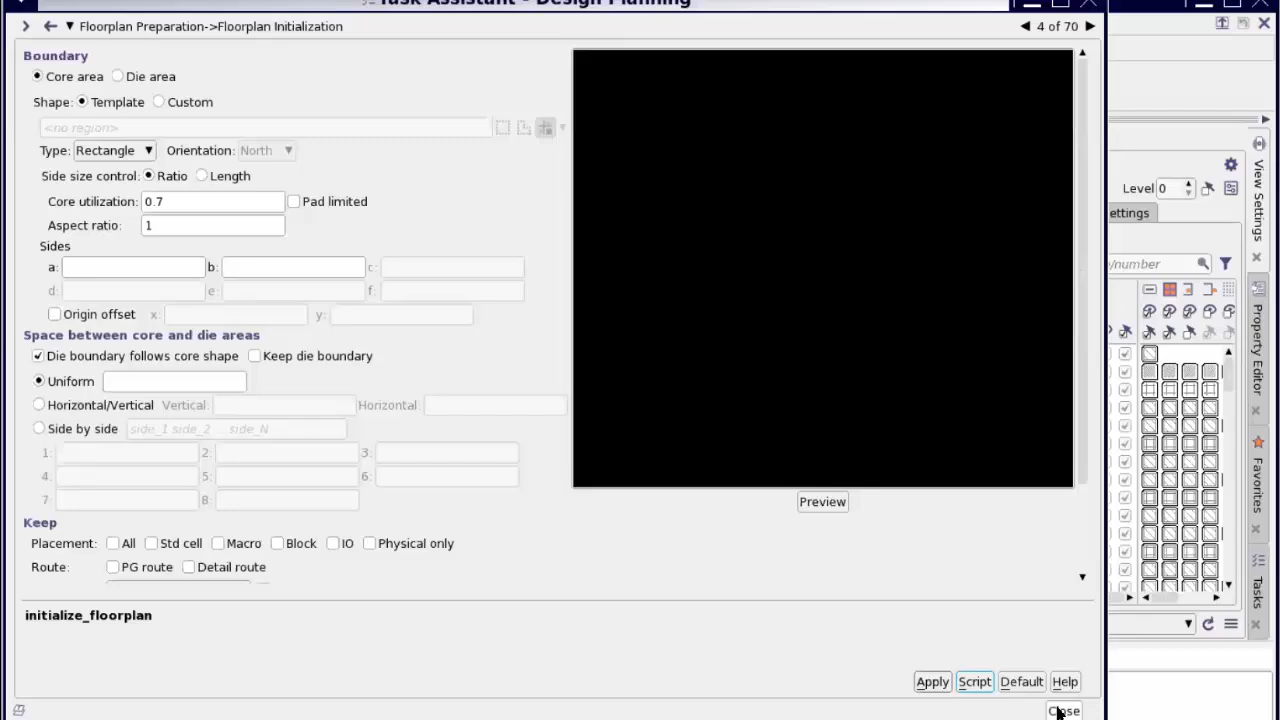 Task Assistant - Design Planning
Floorplan Preparation->Floorplan Initialization
4 of 70
Boundary
Core area Die area
Shape: Template Custom
<no region>
Type: Rectangle Orientation: North
Side size control: Ratio Length
Core utilization: 0.7 Pad limited
Aspect ratio: 1
Sides
a: b: c:
d: e: f:
Origin offset x: y:
Space between core and die areas
Die boundary follows core shape Keep die boundary
Uniform
Horizontal/Vertical Vertical: Horizontal:
Side by side side_1 side_2 ... side_N
1: 2: 3:
4: 5: 6:
7: 8:
Keep
Placement: All Std cell Macro Block IO Physical only
Route: PG route Detail route
Preview
initialize_floorplan
Apply Script Default Help
Close
Level 0
ettings
/number
View Settings
Property Editor
Favorites
Tasks